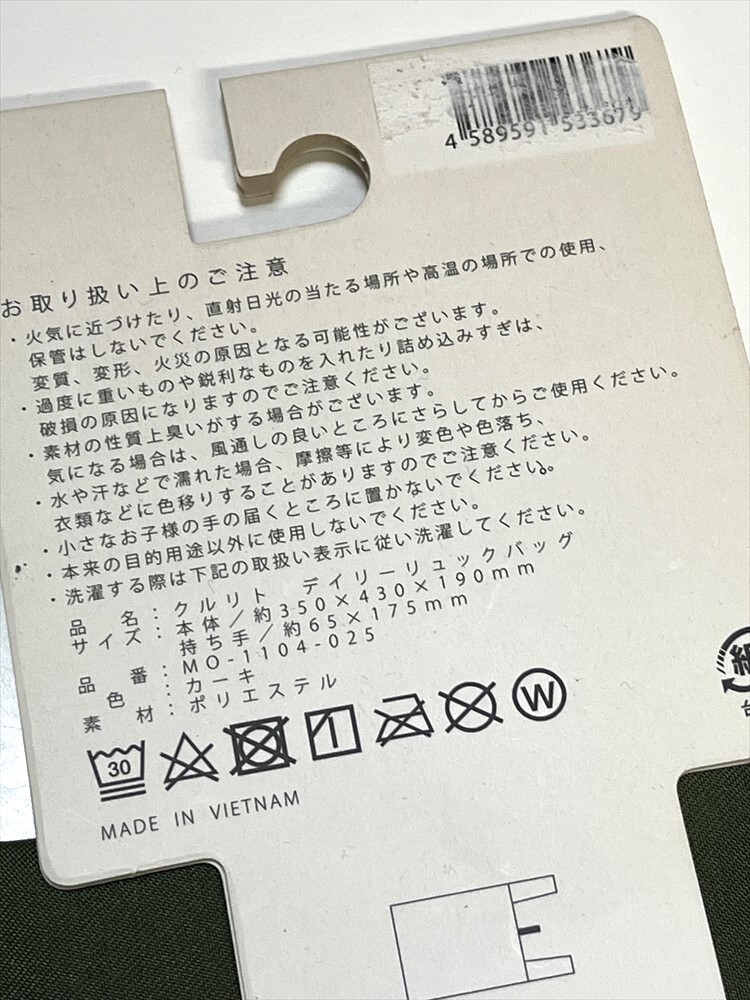 4 589591 533679
お取り扱い上のご注意
・火気に近づけたり、直射日光の当たる場所や高温の場所での使用、
保管はしないでください。
変質、変形、火災の原因となる可能性がございます。
・過度に重いものや鋭利なものを入れたり詰め込みすぎは、
破損の原因になりますのでご注意ください。
・素材の性質上臭いがする場合がございます。
気になる場合は、風通しの良いところにさらしてからご使用ください。
・水や汗などで濡れた場合、摩擦等により変色や色落ち、
衣類などに色移りすることがありますのでご注意ください。
・小さなお子様の手の届くところに置かないでください。
・本来の目的用途以外に使用しないでください。
・洗濯する際は下記の取扱い表示に従い洗濯してください。
品名：クルリト デイリーリュックバッグ
サイズ：本体/約350×430×190mm
持ち手/約65×175mm
品番：MO-1104-025
色：カーキ
素材：ポリエステル
30 W
MADE IN VIETNAM
紙
台